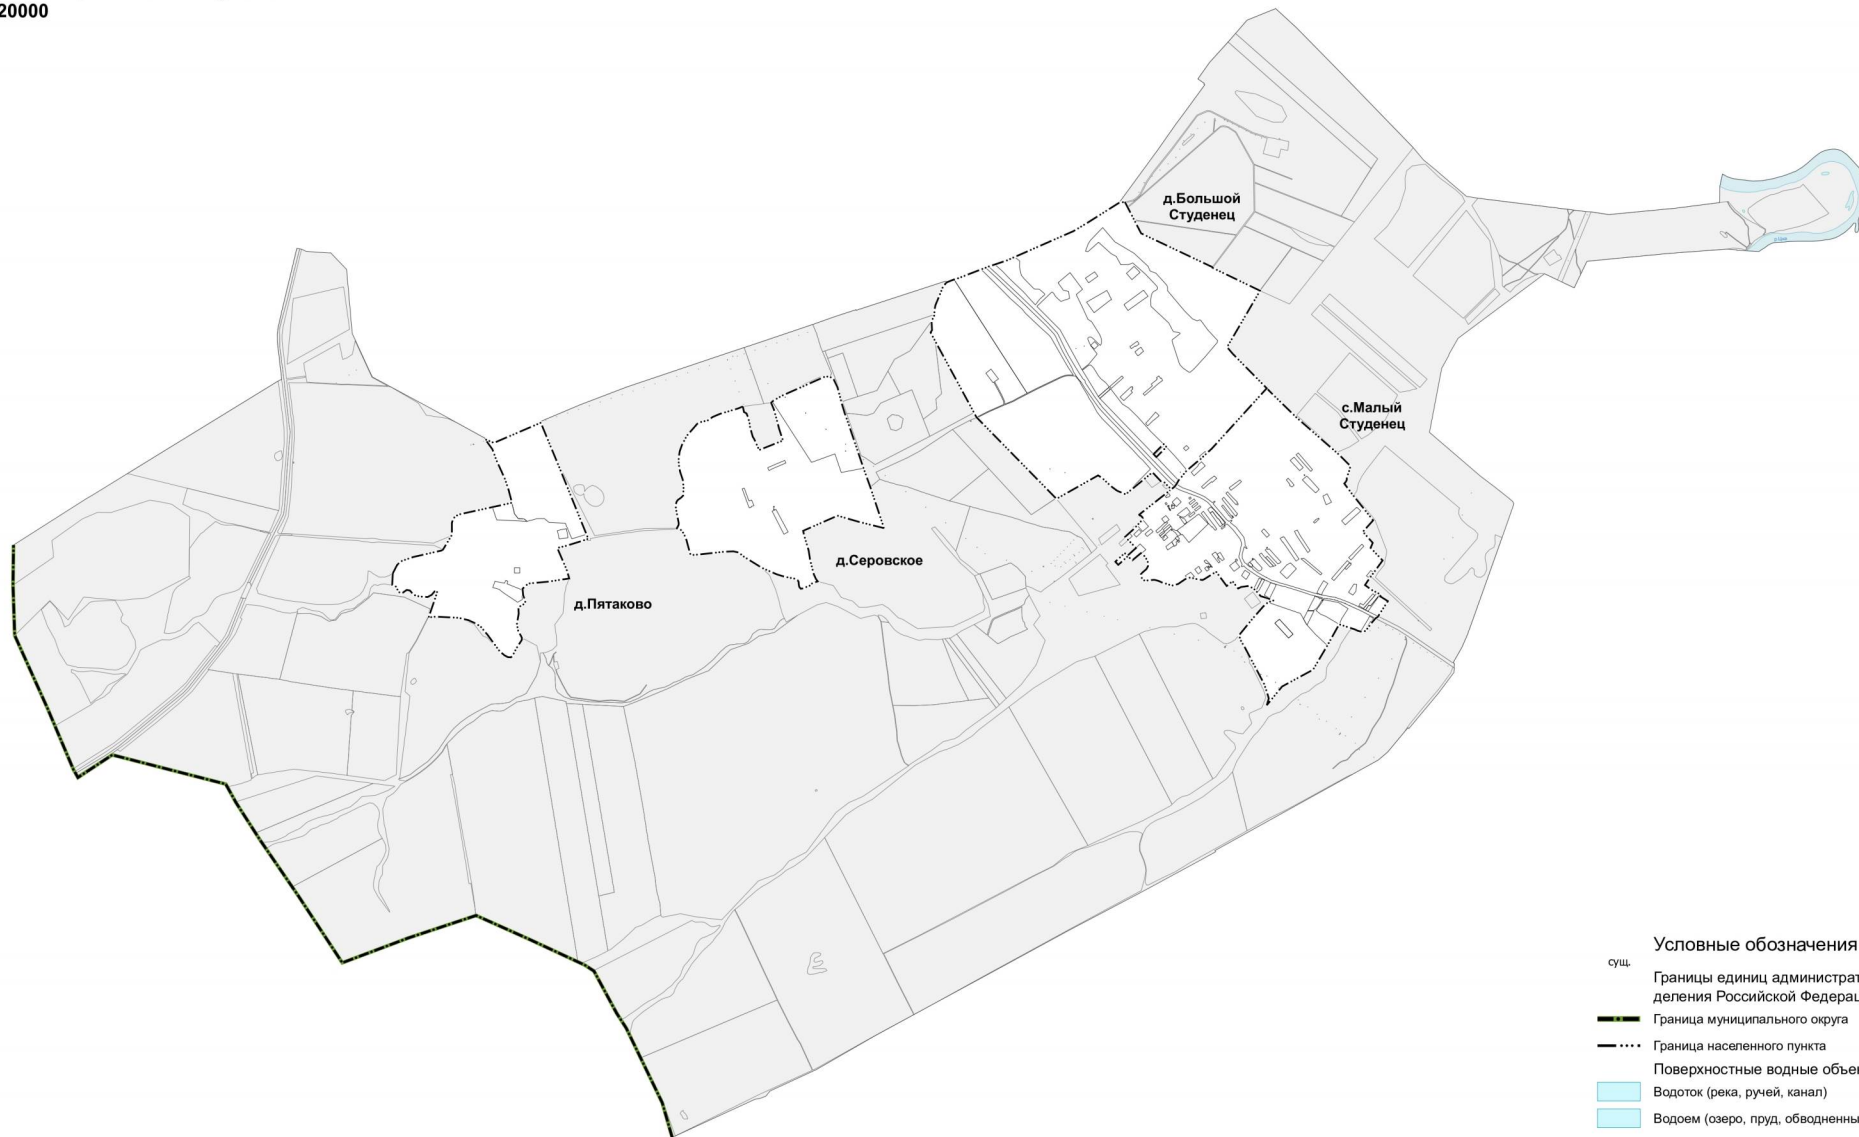 20000
д.Большой
Студенец
с.Малый
Студенец
д.Серовское
д.Пятаково
Условные обозначения
сущ.
Границы единиц администрат
деления Российской Федерац
Граница муниципального округа
Граница населенного пункта
Поверхностные водные объек
Водоток (река, ручей, канал)
Водоем (озеро, пруд, обводненны